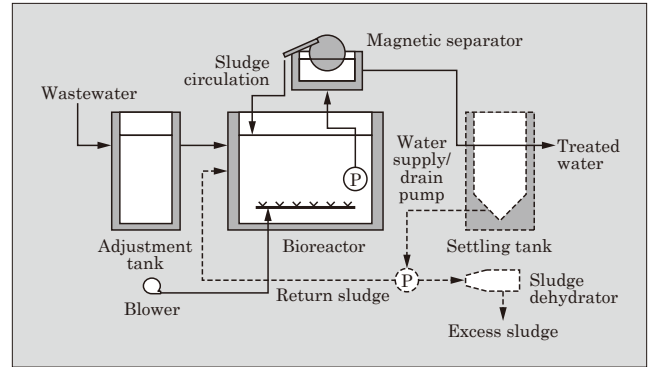 Magnetic separator
Sludge
circulation
Wastewater
Water
supply/
drain
pump
Treated
water
P
Adjustment
tank
Bioreactor
Settling tank
Blower
Return sludge
P
Sludge
dehydrator
Excess sludge